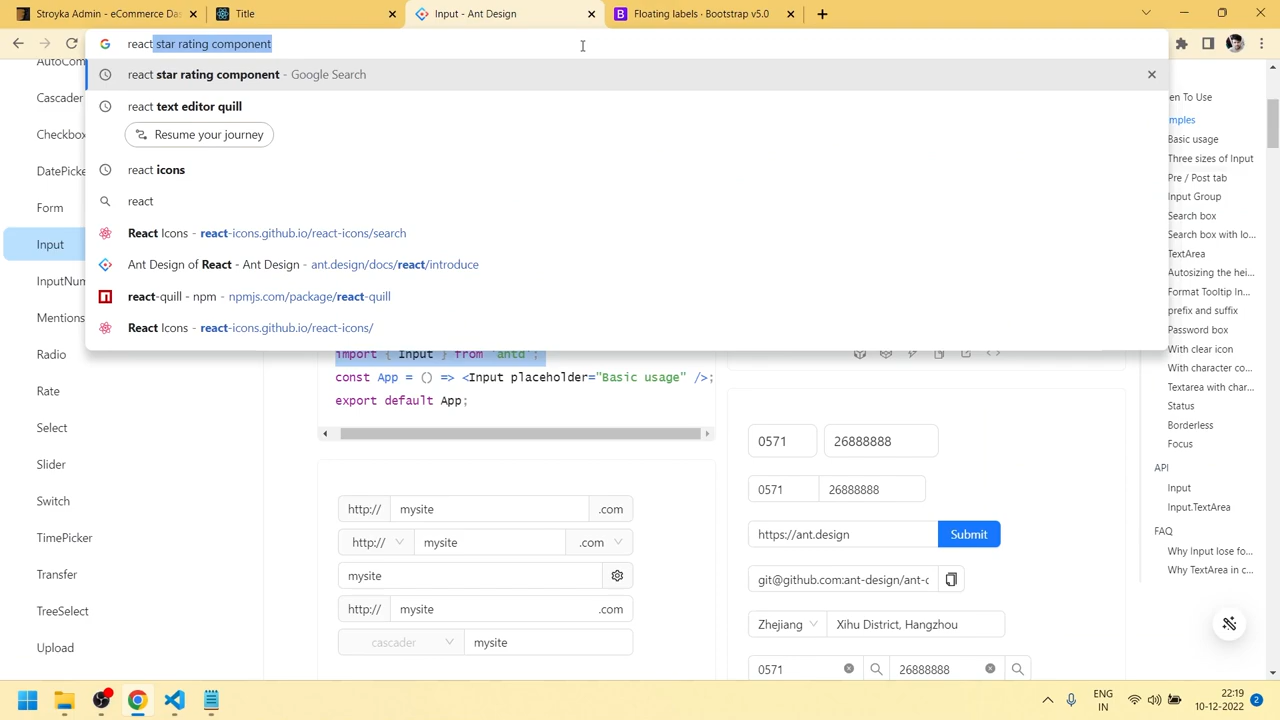 Stroyka Admin - eCommerce Das
Title
Input - Ant Design
Floating labels · Bootstrap v5.0
react star rating component
react star rating component - Google Search
react text editor quill
Resume your journey
react icons
react
React Icons - react-icons.github.io/react-icons/search
Ant Design of React - Ant Design - ant.design/docs/react/introduce
react-quill - npm - npmjs.com/package/react-quill
React Icons - react-icons.github.io/react-icons/
AutoCom
Cascader
Checkbox
DatePicke
Form
Input
InputNum
Mentions
Radio
Rate
Select
Slider
Switch
TimePicker
Transfer
TreeSelect
Upload
import { Input } from 'antd';
const App = () => <Input placeholder="Basic usage" />;
export default App;
http:// mysite .com
http:// mysite .com
mysite
http:// mysite .com
cascader mysite
0571 26888888
0571 26888888
https://ant.design Submit
git@github.com:ant-design/ant-c
Zhejiang Xihu District, Hangzhou
0571 26888888
en To Use
mples
Basic usage
Three sizes of Input
Pre / Post tab
Input Group
Search box
Search box with lo...
TextArea
Autosizing the hei...
Format Tooltip In...
prefix and suffix
Password box
With clear icon
With character co...
Textarea with char...
Status
Borderless
Focus
API
Input
Input.TextArea
FAQ
Why Input lose fo...
Why TextArea in c...
ENG
IN
22:19
10-12-2022
2